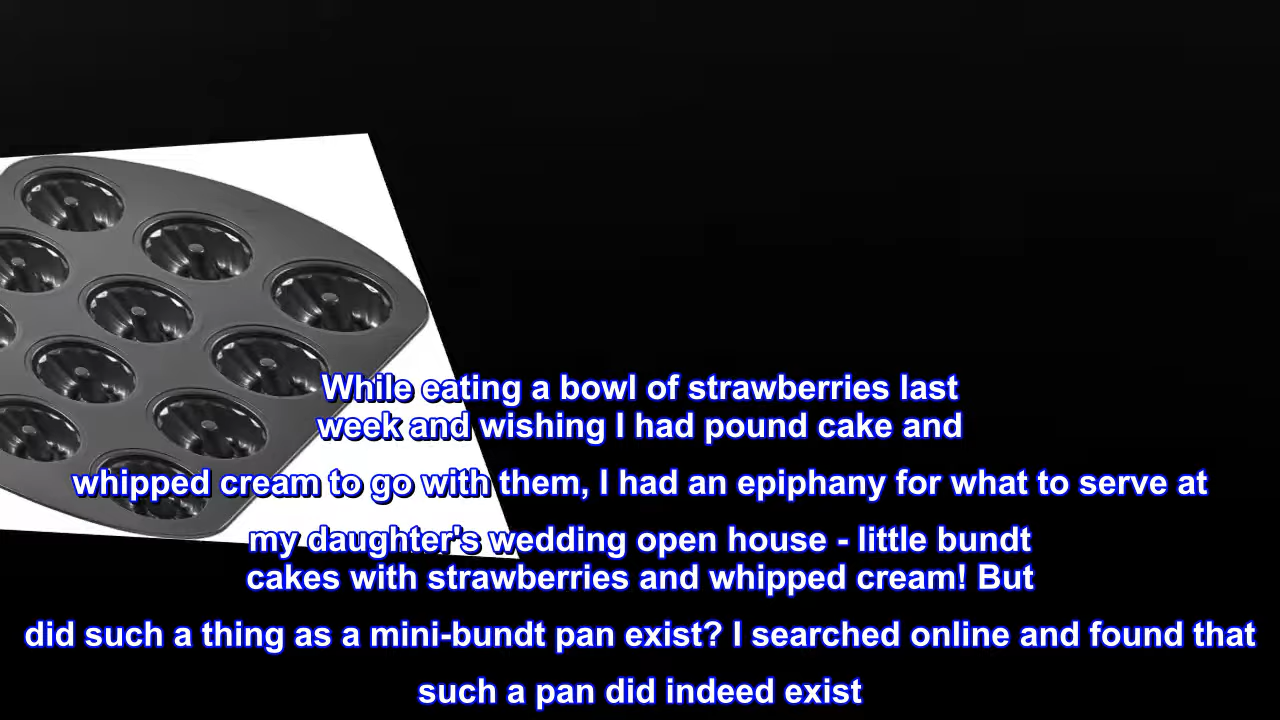 While eating a bowl of strawberries last
week and wishing I had pound cake and
whipped cream to go with them, I had an epiphany for what to serve at
my daughter's wedding open house - little bundt
cakes with strawberries and whipped cream! But
did such a thing as a mini-bundt pan exist? I searched online and found that
such a pan did indeed exist